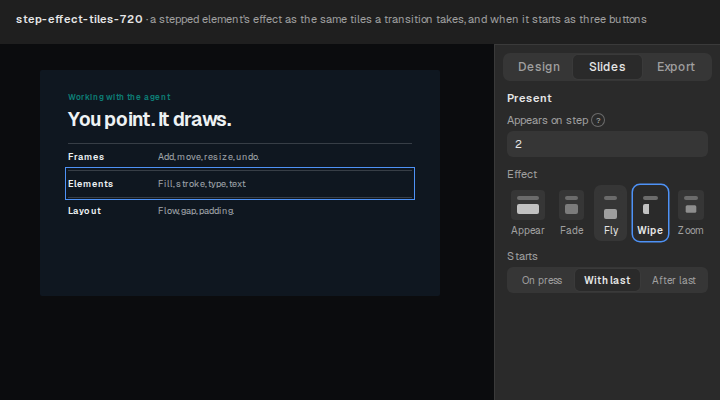 step-effect-tiles-720 · a stepped element's effect as the same tiles a transition takes, and when it starts as three buttons
Design Slides Export
Working with the agent
You point. It draws.
Frames Add, move, resize, undo.
Elements Fill, stroke, type, text
Layout Flow, gap, padding.
Present
Appears on step ?
2
Effect
Appear Fade Fly Wipe Zoom
Starts
On press With last After last